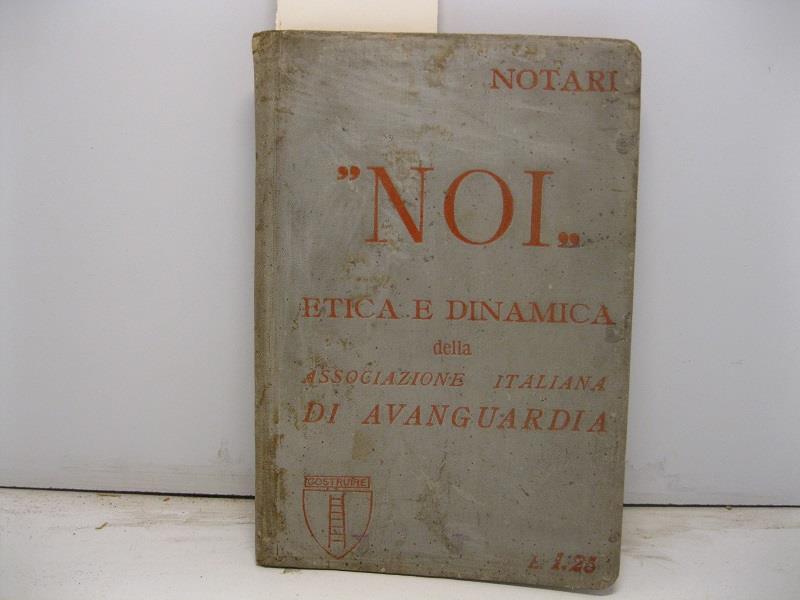 NOTARI
"NOI„
ETICA E DINAMICA
della
ASSOCIAZIONE ITALIANA
DI AVANGUARDIA
COSTRUIRE
L. 1.25